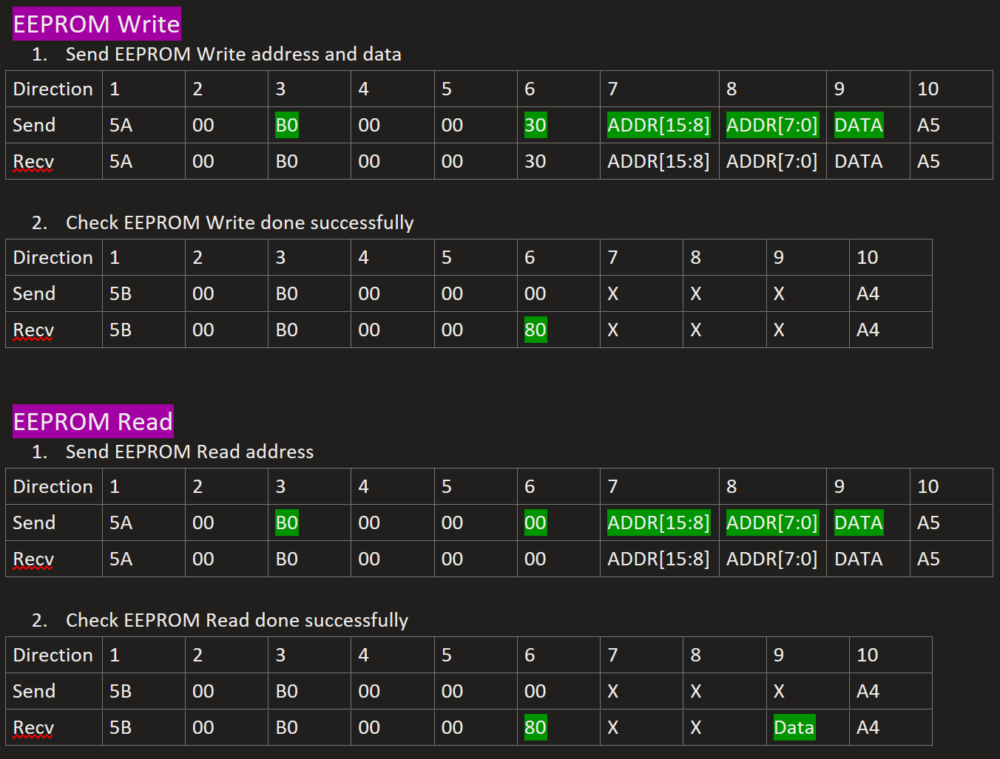 EEPROM Write
1. Send EEPROM Write address and data
Direction 1 2 3 4 5 6 7 8 9 10
Send 5A 00 B0 00 00 30 ADDR[15:8] ADDR[7:0] DATA A5
Recv 5A 00 B0 00 00 30 ADDR[15:8] ADDR[7:0] DATA A5
2. Check EEPROM Write done successfully
Direction 1 2 3 4 5 6 7 8 9 10
Send 5B 00 B0 00 00 00 X X X A4
Recv 5B 00 B0 00 00 80 X X X A4
EEPROM Read
1. Send EEPROM Read address
Direction 1 2 3 4 5 6 7 8 9 10
Send 5A 00 B0 00 00 00 ADDR[15:8] ADDR[7:0] DATA A5
Recv 5A 00 B0 00 00 00 ADDR[15:8] ADDR[7:0] DATA A5
2. Check EEPROM Read done successfully
Direction 1 2 3 4 5 6 7 8 9 10
Send 5B 00 B0 00 00 00 X X X A4
Recv 5B 00 B0 00 00 80 X X Data A4